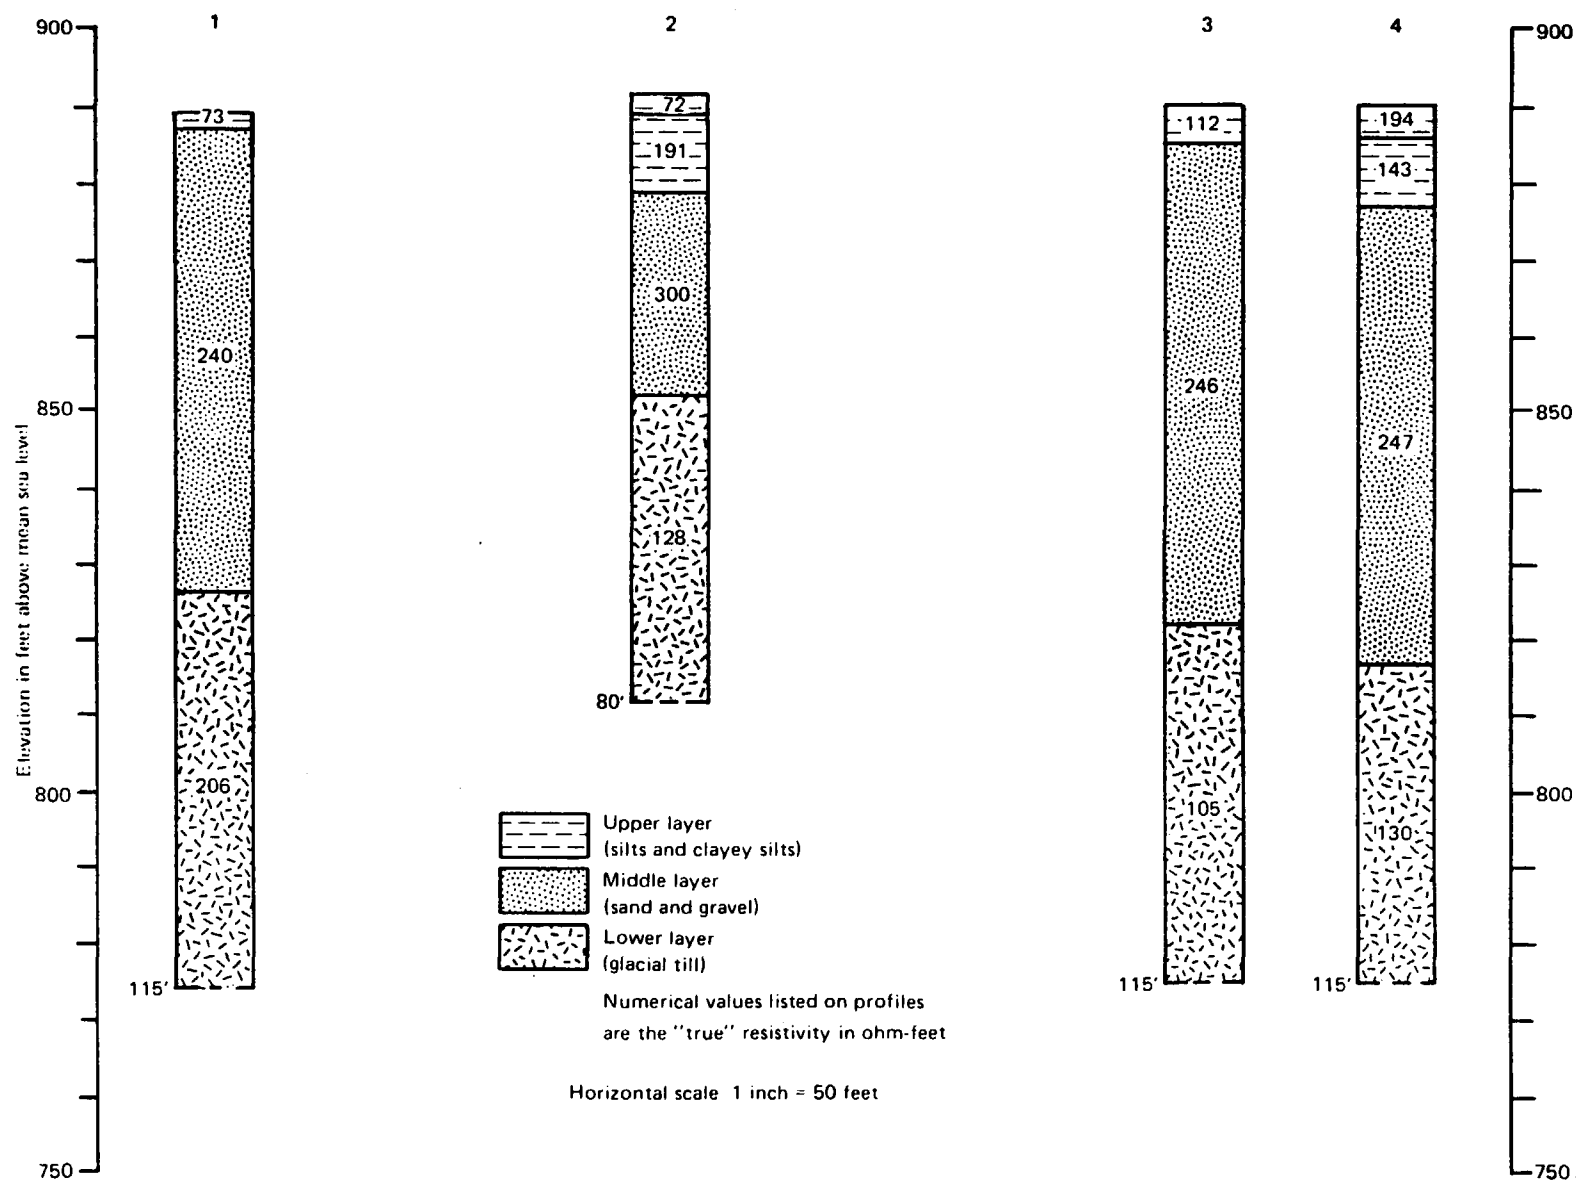 1 2 3 4
900 900
73 72 112 194
191 143
300
240 246
850 850
247
128
80'
206 105
800 800
130
115' 115' 115'
750 750
Elevation in feet above mean sea level
Upper layer
(silts and clayey silts)
Middle layer
(sand and gravel)
Lower layer
(glacial till)
Numerical values listed on profiles
are the "true" resistivity in ohm-feet
Horizontal scale 1 inch = 50 feet